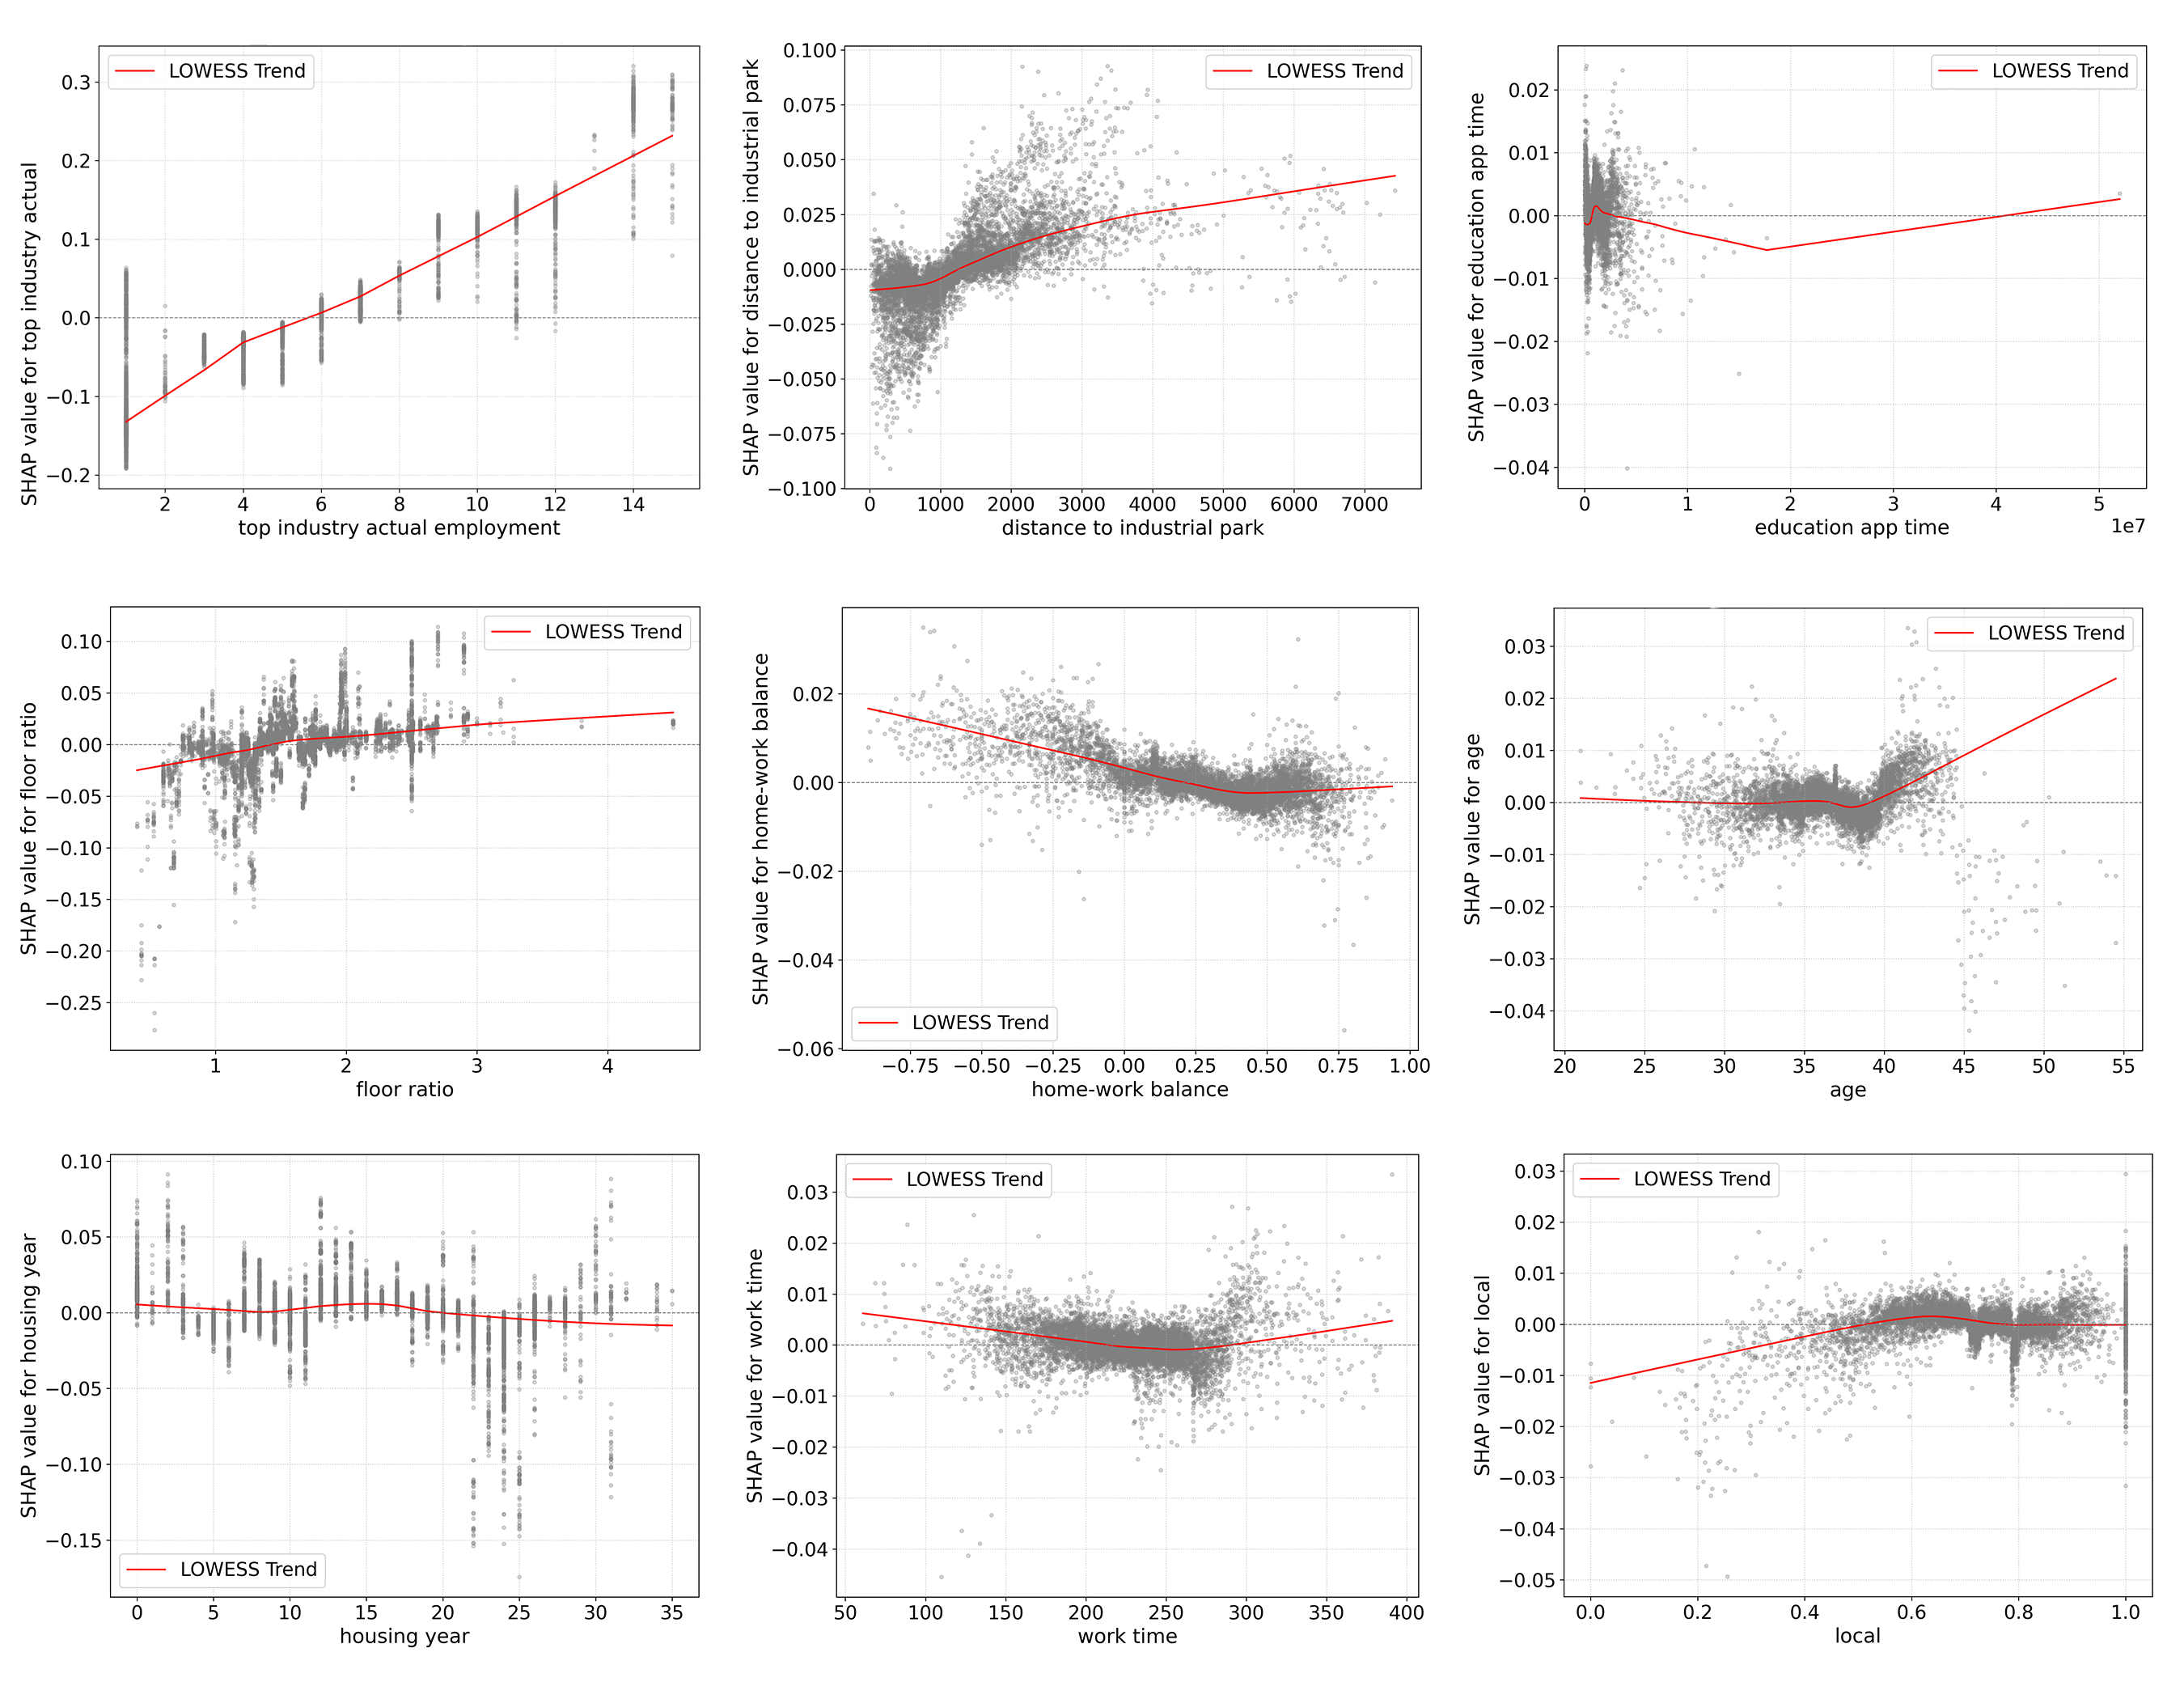 LOWESS Trend
SHAP value for top industry actual
0.3
0.2
0.1
0.0
−0.1
−0.2
2 4 6 8 10 12 14
top industry actual employment
LOWESS Trend
SHAP value for distance to industrial park
0.100
0.075
0.050
0.025
0.000
−0.025
−0.050
−0.075
−0.100
0 1000 2000 3000 4000 5000 6000 7000
distance to industrial park
LOWESS Trend
SHAP value for education app time
0.02
0.01
0.00
−0.01
−0.02
−0.03
−0.04
0 1 2 3 4 5
1e7
education app time
LOWESS Trend
SHAP value for floor ratio
0.10
0.05
0.00
−0.05
−0.10
−0.15
−0.20
−0.25
1 2 3 4
floor ratio
SHAP value for home-work balance
0.02
0.00
−0.02
−0.04
−0.06
LOWESS Trend
−0.75 −0.50 −0.25 0.00 0.25 0.50 0.75 1.00
home-work balance
LOWESS Trend
SHAP value for age
0.03
0.02
0.01
0.00
−0.01
−0.02
−0.03
−0.04
20 25 30 35 40 45 50 55
age
SHAP value for housing year
0.10
0.05
0.00
−0.05
−0.10
−0.15
LOWESS Trend
0 5 10 15 20 25 30 35
housing year
LOWESS Trend
SHAP value for work time
0.03
0.02
0.01
0.00
−0.01
−0.02
−0.03
−0.04
50 100 150 200 250 300 350 400
work time
LOWESS Trend
SHAP value for local
0.03
0.02
0.01
0.00
−0.01
−0.02
−0.03
−0.04
−0.05
0.0 0.2 0.4 0.6 0.8 1.0
local